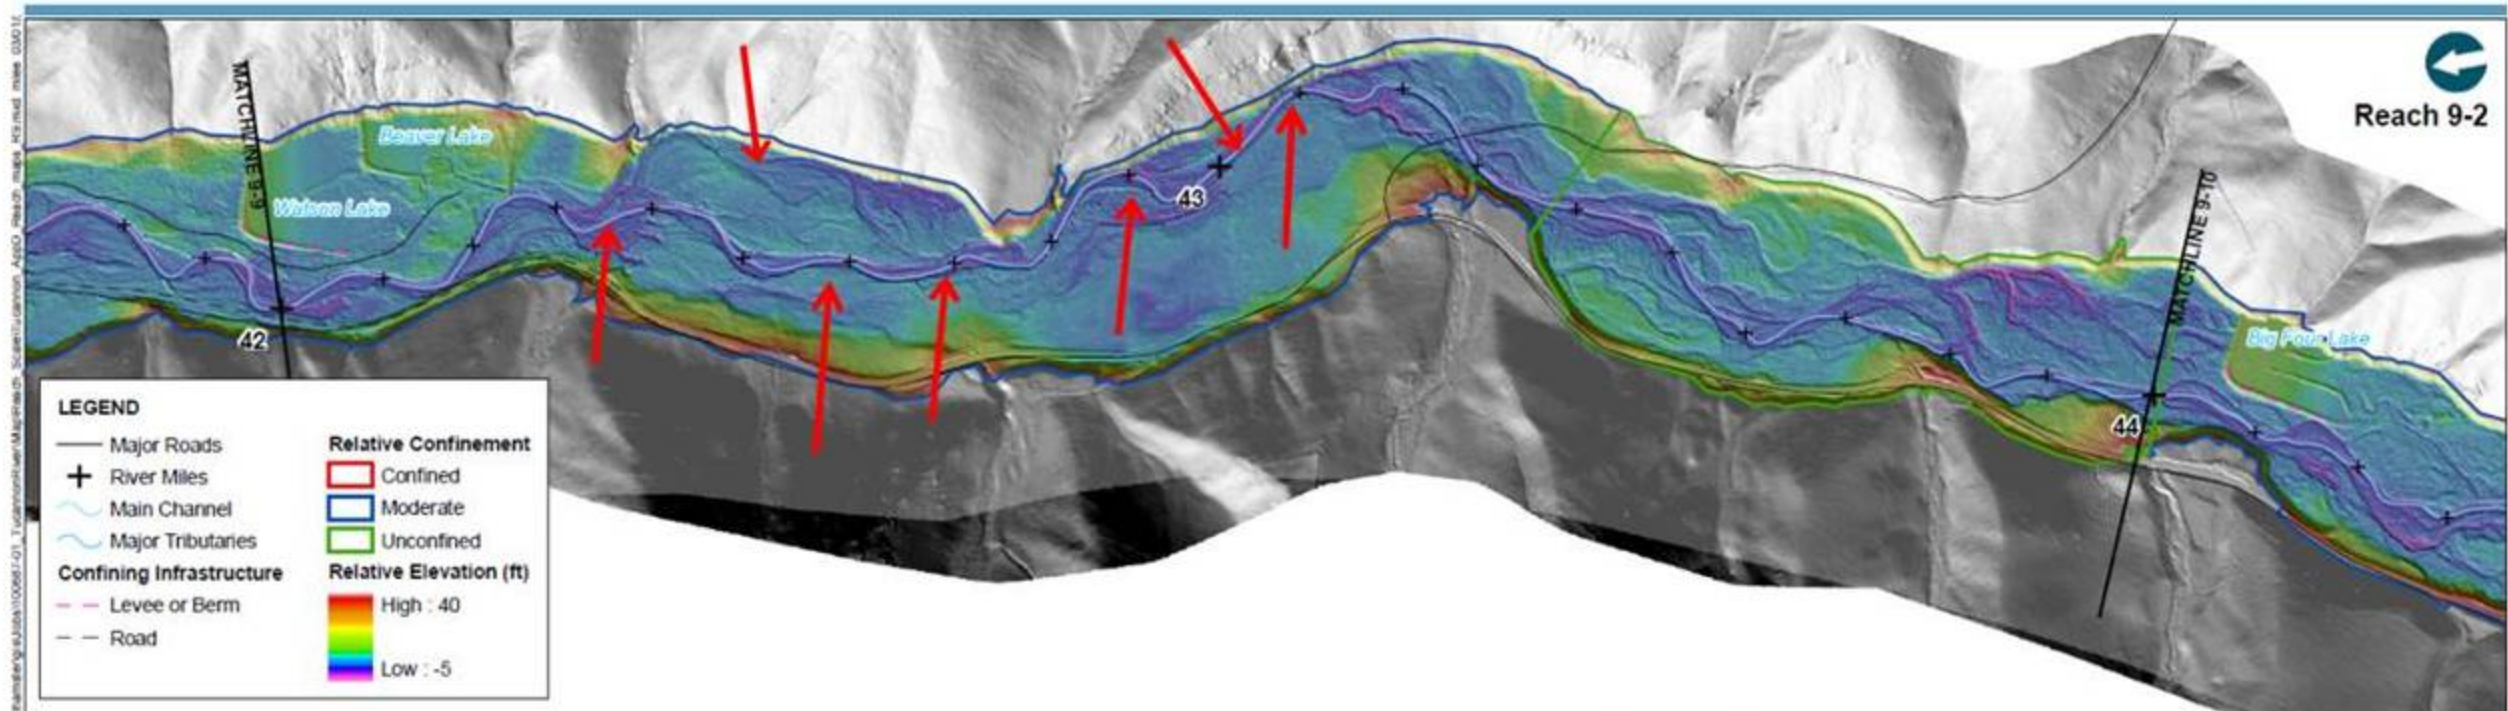 Reach 9-2
MATCHLINE 9-9
Beaver Lake
Watson Lake
43
42
MATCHLINE 9-10
Big Four Lake
44
LEGEND
Major Roads
River Miles
Main Channel
Major Tributaries
Confining Infrastructure
Levee or Berm
Road
Relative Confinement
Confined
Moderate
Unconfined
Relative Elevation (ft)
High : 40
Low : -5